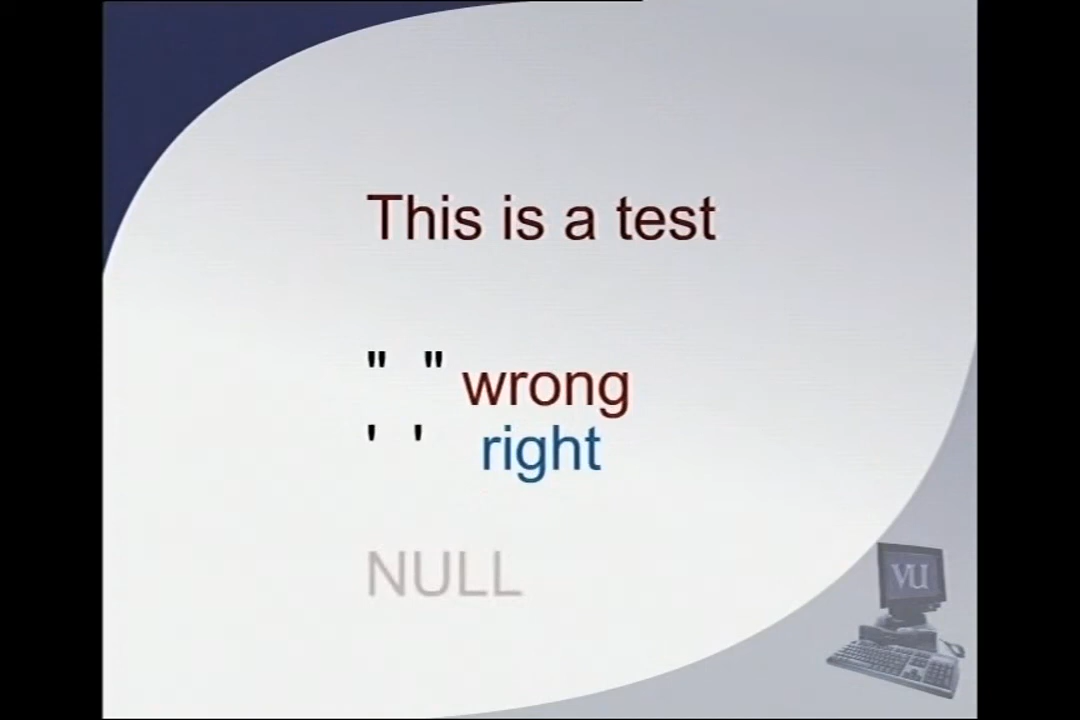 This is a test
" " wrong
' ' right
NULL
VU